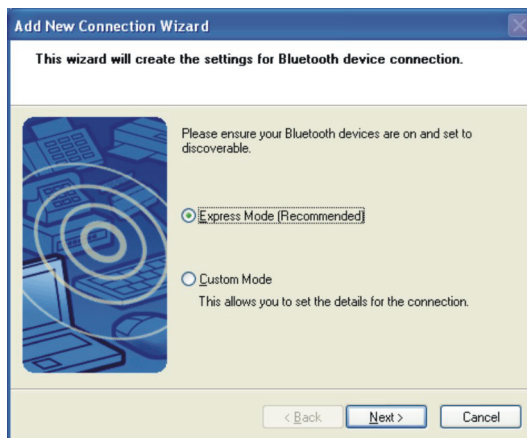 Add New Connection Wizard
This wizard will create the settings for Bluetooth device connection.
Please ensure your Bluetooth devices are on and set to
discoverable.
Express Mode (Recommended)
Custom Mode
This allows you to set the details for the connection.
< Back
Next >
Cancel